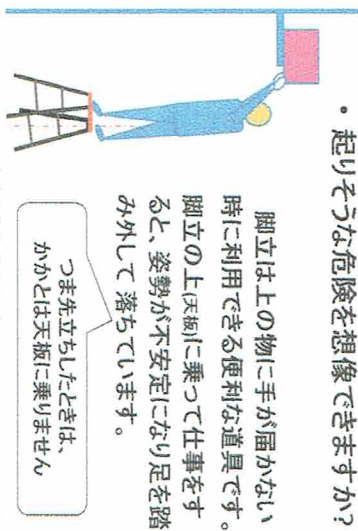 • 起りそうな危険を想像できますか?
脚立は上の物に手が届かない
時に利用できる便利な道具です。
脚立の上(天板)に乗って仕事をす
ると、姿勢が不安定になり足を踏
み外して落ちています。
つま先立ちしたときは、
かかとは天板に乗りません